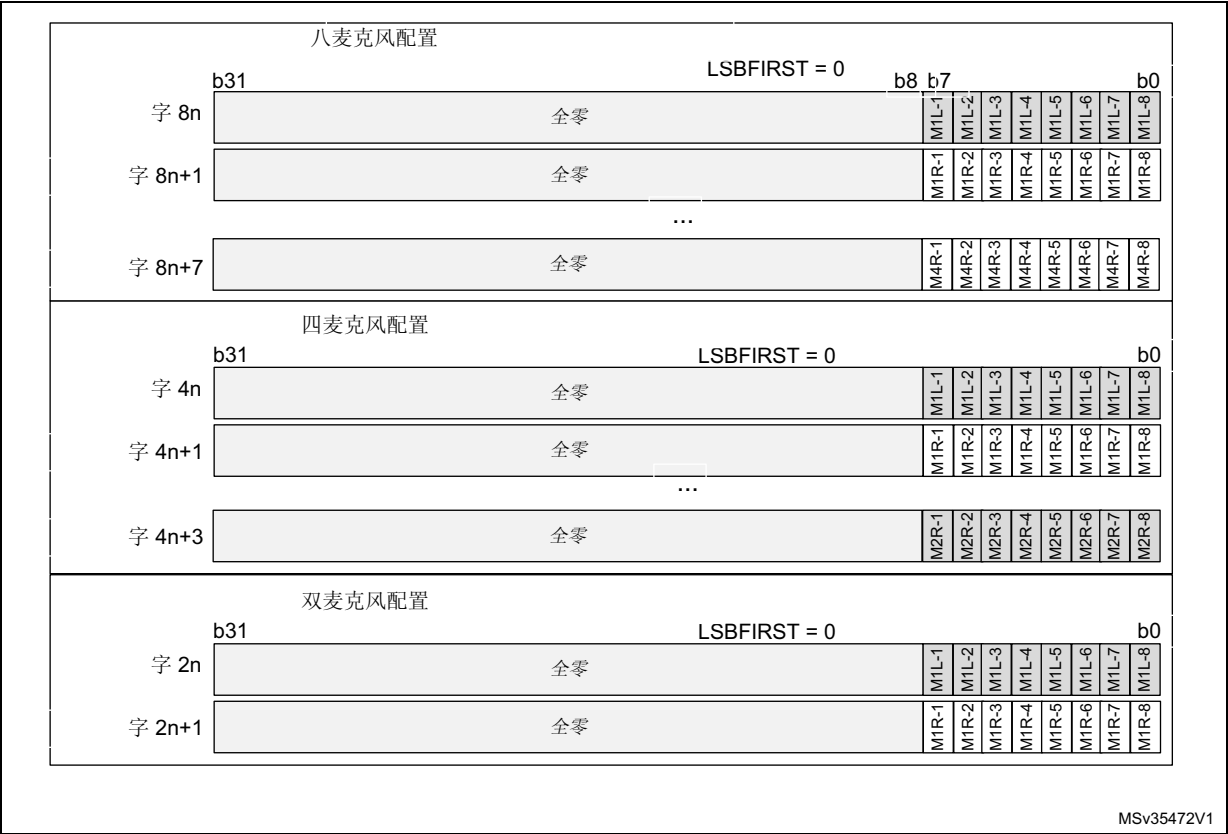 八麦克风配置
LSBFIRST = 0
b31 b8 b7 b0
字 8n 全零 M1L-1 M1L-2 M1L-3 M1L-4 M1L-5 M1L-6 M1L-7 M1L-8
字 8n+1 全零 M1R-1 M1R-2 M1R-3 M1R-4 M1R-5 M1R-6 M1R-7 M1R-8
...
字 8n+7 全零 M4R-1 M4R-2 M4R-3 M4R-4 M4R-5 M4R-6 M4R-7 M4R-8
四麦克风配置
b31 LSBFIRST = 0 b0
字 4n 全零 M1L-1 M1L-2 M1L-3 M1L-4 M1L-5 M1L-6 M1L-7 M1L-8
字 4n+1 全零 M1R-1 M1R-2 M1R-3 M1R-4 M1R-5 M1R-6 M1R-7 M1R-8
...
字 4n+3 全零 M2R-1 M2R-2 M2R-3 M2R-4 M2R-5 M2R-6 M2R-7 M2R-8
双麦克风配置
b31 LSBFIRST = 0 b0
字 2n 全零 M1L-1 M1L-2 M1L-3 M1L-4 M1L-5 M1L-6 M1L-7 M1L-8
字 2n+1 全零 M1R-1 M1R-2 M1R-3 M1R-4 M1R-5 M1R-6 M1R-7 M1R-8
MSv35472V1